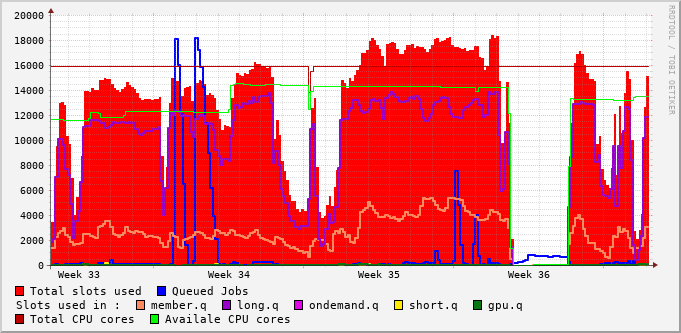 20000
18000
16000
14000
12000
10000
8000
6000
4000
2000
0
Week 33 Week 34 Week 35 Week 36
RRDTOOL / TOBI OETIKER
Total slots used Queued Jobs
Slots used in : member.q long.q ondemand.q short.q gpu.q
Total CPU cores Availale CPU cores